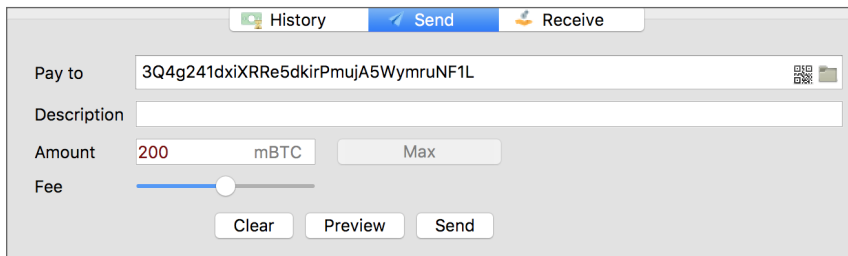 History Send Receive
Pay to 3Q4g241dxiXRRe5dkirPmujA5WymruNF1L
Description
Amount 200 mBTC Max
Fee
Clear Preview Send